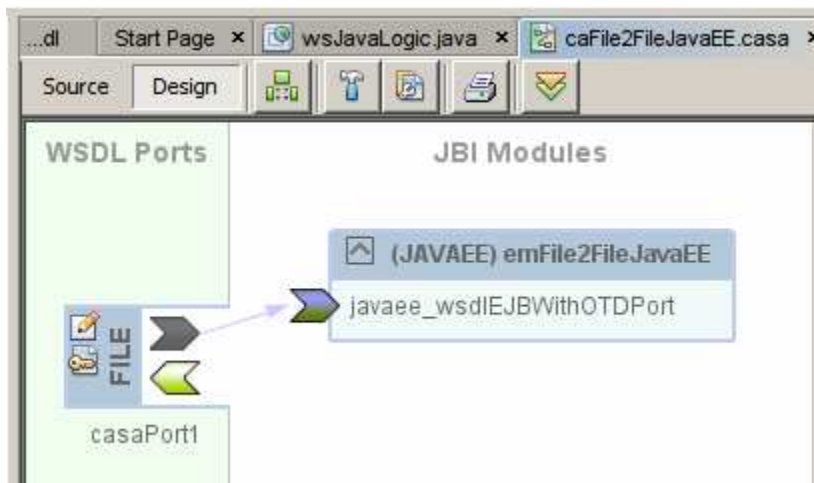 ...dl Start Page × wsJavaLogic.java × caFile2FileJavaEE.casa ×
Source Design
WSDL Ports JBI Modules
(JAVAEE) emFile2FileJavaEE
javaee_wsdlEJBWithOTDPort
FILE
casaPort1